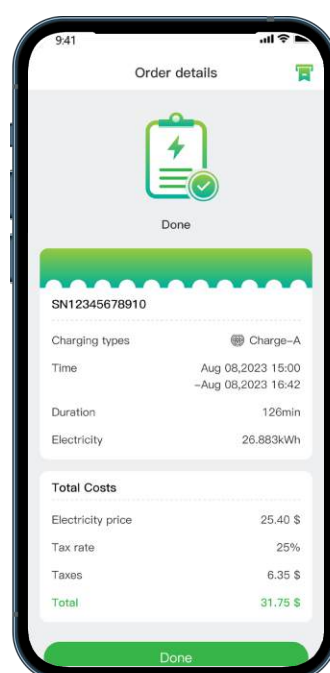 9:41
Order details
Done
SN12345678910
Charging types Charge-A
Time Aug 08,2023 15:00
-Aug 08,2023 16:42
Duration 126min
Electricity 26.883kWh
Total Costs
Electricity price 25.40 $
Tax rate 25%
Taxes 6.35 $
Total 31.75 $
Done